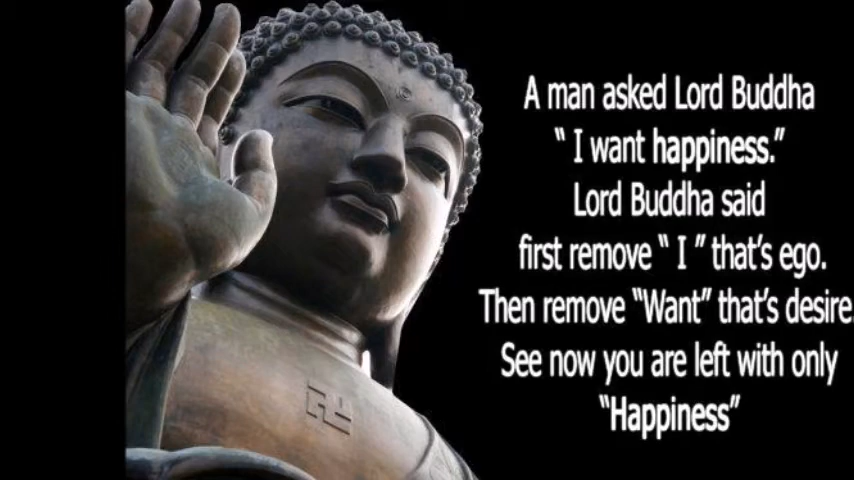 A man asked Lord Buddha
“ I want happiness.”
Lord Buddha said
first remove “ I ” that’s ego.
Then remove “Want” that’s desire
See now you are left with only
“Happiness”